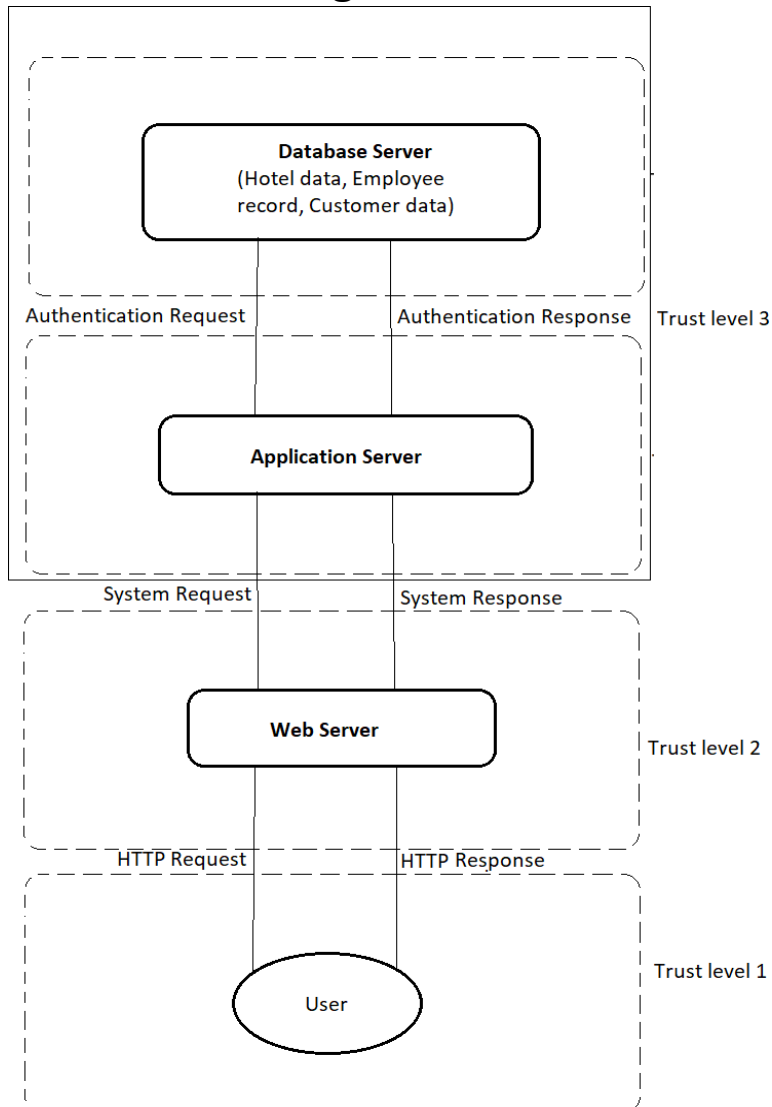 Database Server
(Hotel data, Employee
record, Customer data)
Authentication Request
Authentication Response
Trust level 3
Application Server
System Request
System Response
Web Server
Trust level 2
HTTP Request
HTTP Response
User
Trust level 1